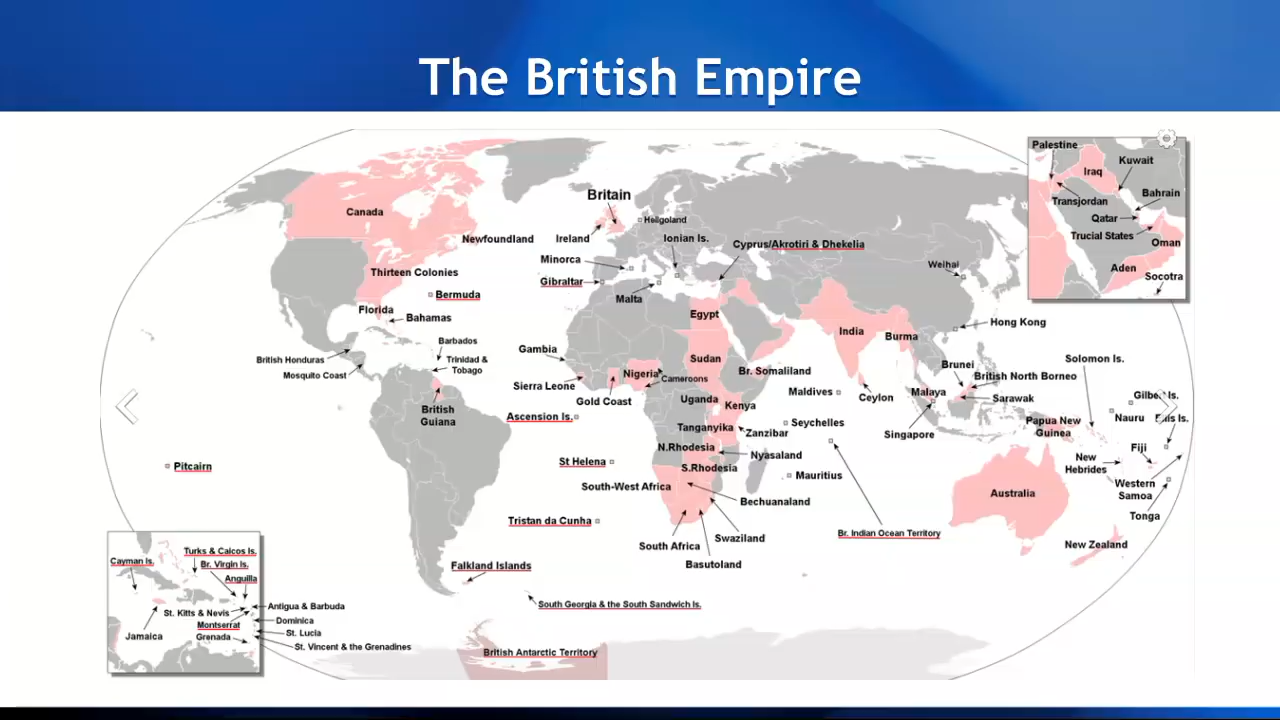 The British Empire
Palestine
Iraq
Kuwait
Transjordan
Bahrain
Qatar
Trucial States
Oman
Aden
Socotra
Britain
Canada
Heligoland
Newfoundland
Ireland
Ionian Is.
Cyprus/Akrotiri & Dhekelia
Minorca
Weihai
Thirteen Colonies
Gibraltar
Bermuda
Malta
Florida
Bahamas
Egypt
Hong Kong
India
Burma
Barbados
Gambia
British Honduras
Trinidad &
Tobago
Sudan
Solomon Is.
Mosquito Coast
Nigeria
Cameroons
Br. Somaliland
Brunei
British North Borneo
Sierra Leone
Maldives
Ceylon
Malaya
Sarawak
Gold Coast
Uganda
Kenya
British
Guiana
Ascension Is.
Nauru
Seychelles
Papua New
Guinea
Tanganyika
Zanzibar
Singapore
N.Rhodesia
Nyasaland
Fiji
New
Hebrides
St Helena
S.Rhodesia
Pitcairn
Mauritius
South-West Africa
Western
Samoa
Australia
Bechuanaland
Tonga
Tristan da Cunha
Br. Indian Ocean Territory
Swaziland
South Africa
New Zealand
Basutoland
Falkland Islands
Turks & Caicos Is.
Cayman Is.
Br. Virgin Is.
Anguilla
South Georgia & the South Sandwich Is.
Antigua & Barbuda
St. Kitts & Nevis
Dominica
Montserrat
St. Lucia
Jamaica
Grenada
St. Vincent & the Grenadines
British Antarctic Territory